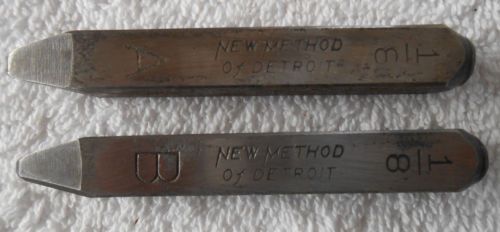 A
NEW METHOD
of DETROIT
1/8
B
NEW METHOD
of DETROIT
1/8